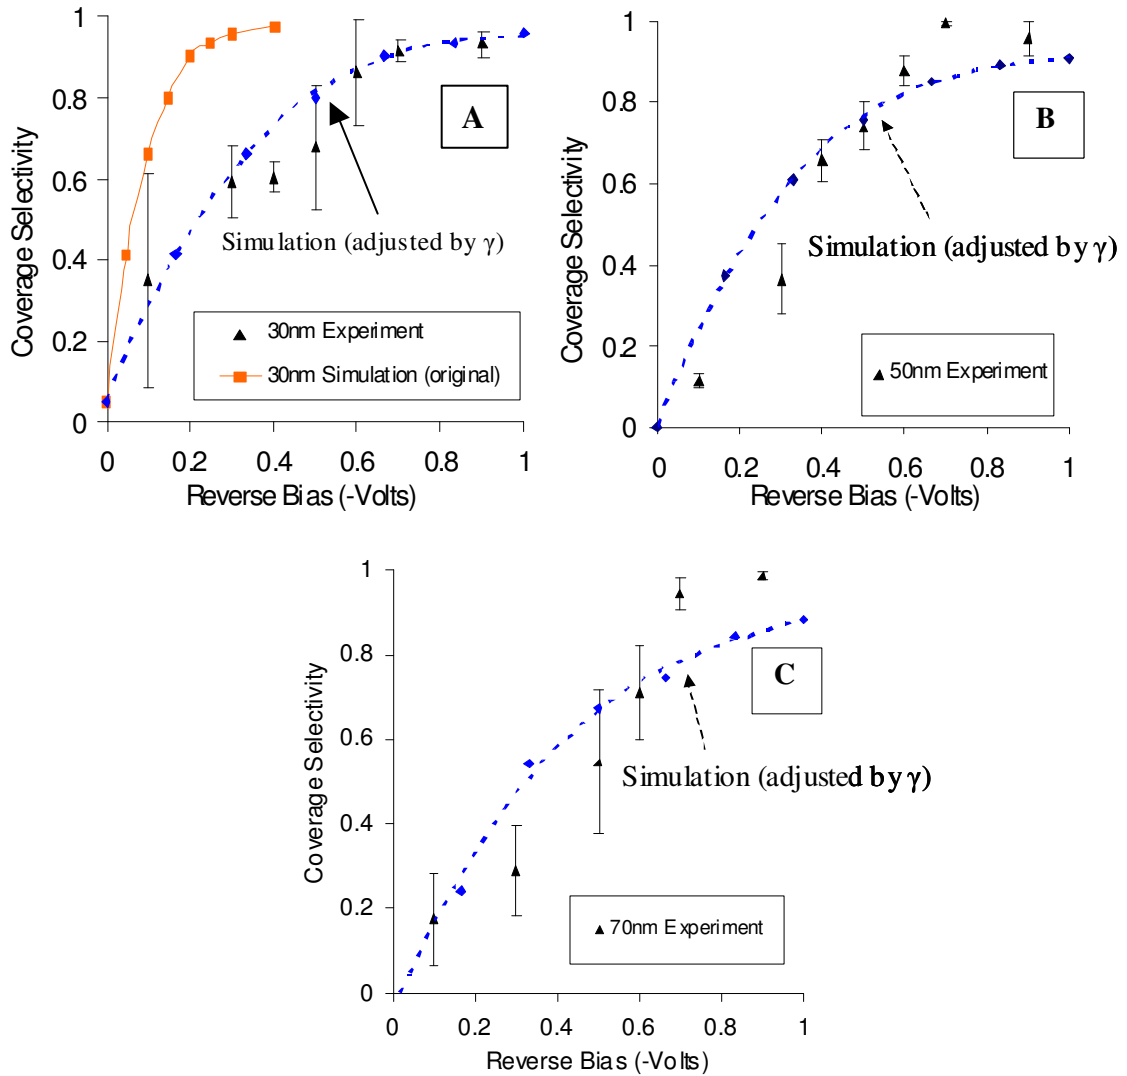 1
0.8
0.6
0.4
0.2
0
Coverage Selectivity
A
Simulation (adjusted by γ)
30nm Experiment
30nm Simulation (original)
0 0.2 0.4 0.6 0.8 1
Reverse Bias (-Volts)
1
0.8
0.6
0.4
0.2
0
Coverage Selectivity
B
Simulation (adjusted by γ)
50nm Experiment
0 0.2 0.4 0.6 0.8 1
Reverse Bias (-Volts)
1
0.8
0.6
0.4
0.2
0
Coverage Selectivity
C
Simulation (adjusted by γ)
70nm Experiment
0 0.2 0.4 0.6 0.8 1
Reverse Bias (-Volts)